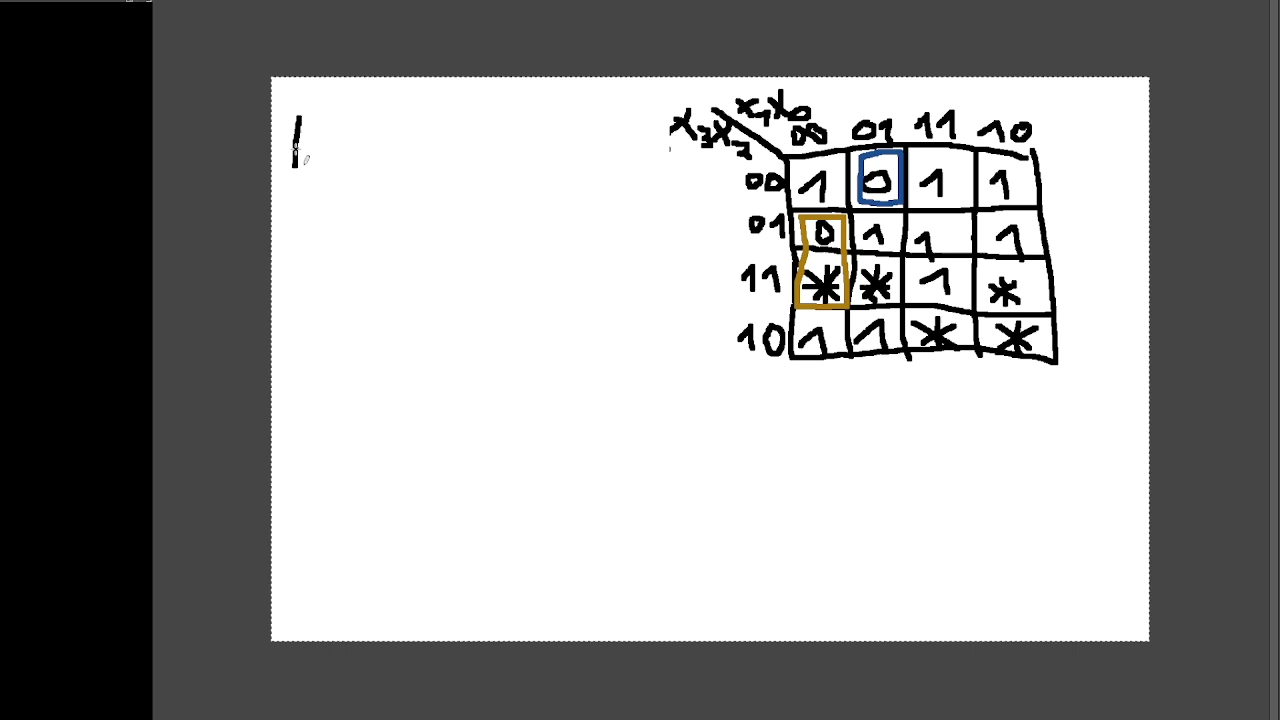 x₁x₀
x₃x₂
00 01 11 10
00 1 0 1 1
01 0 1 1 1
11 * * 1 *
10 1 1 * *